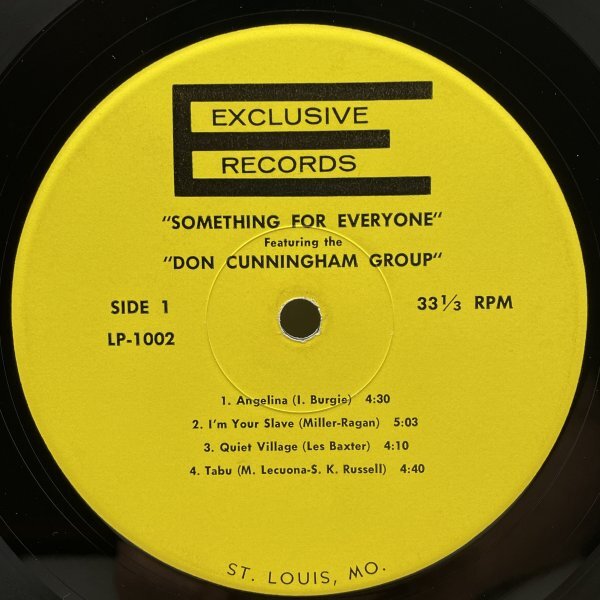 EXCLUSIVE
RECORDS
"SOMETHING FOR EVERYONE"
Featuring the
"DON CUNNINGHAM GROUP"
SIDE 1
33 1/3 RPM
LP-1002
1. Angelina (I. Burgie) 4:30
2. I'm Your Slave (Miller-Ragan) 5:03
3. Quiet Village (Les Baxter) 4:10
4. Tabu (M. Lecuona-S. K. Russell) 4:40
ST. LOUIS, MO.